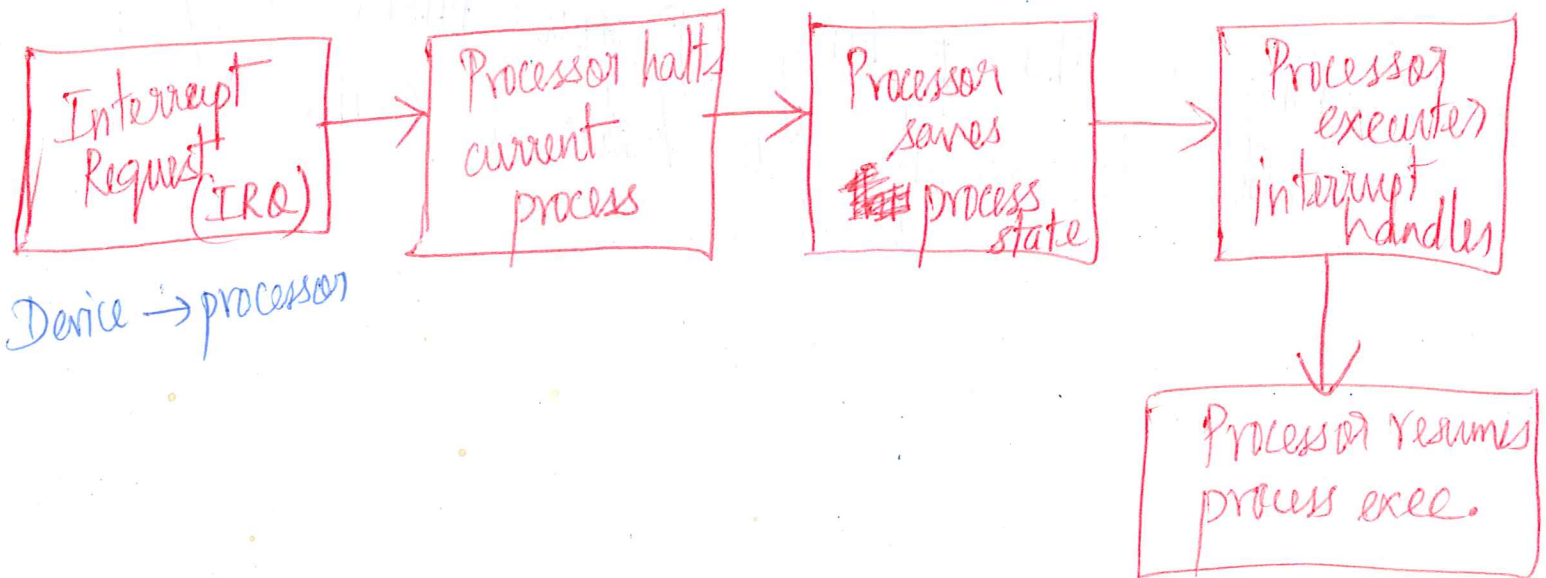 Interrupt
Request
(IRQ)
Device → processor
Processor halts
current
process
Processor
saves
process
state
Processor
executes
interrupt
handles
Processor resumes
process exec.